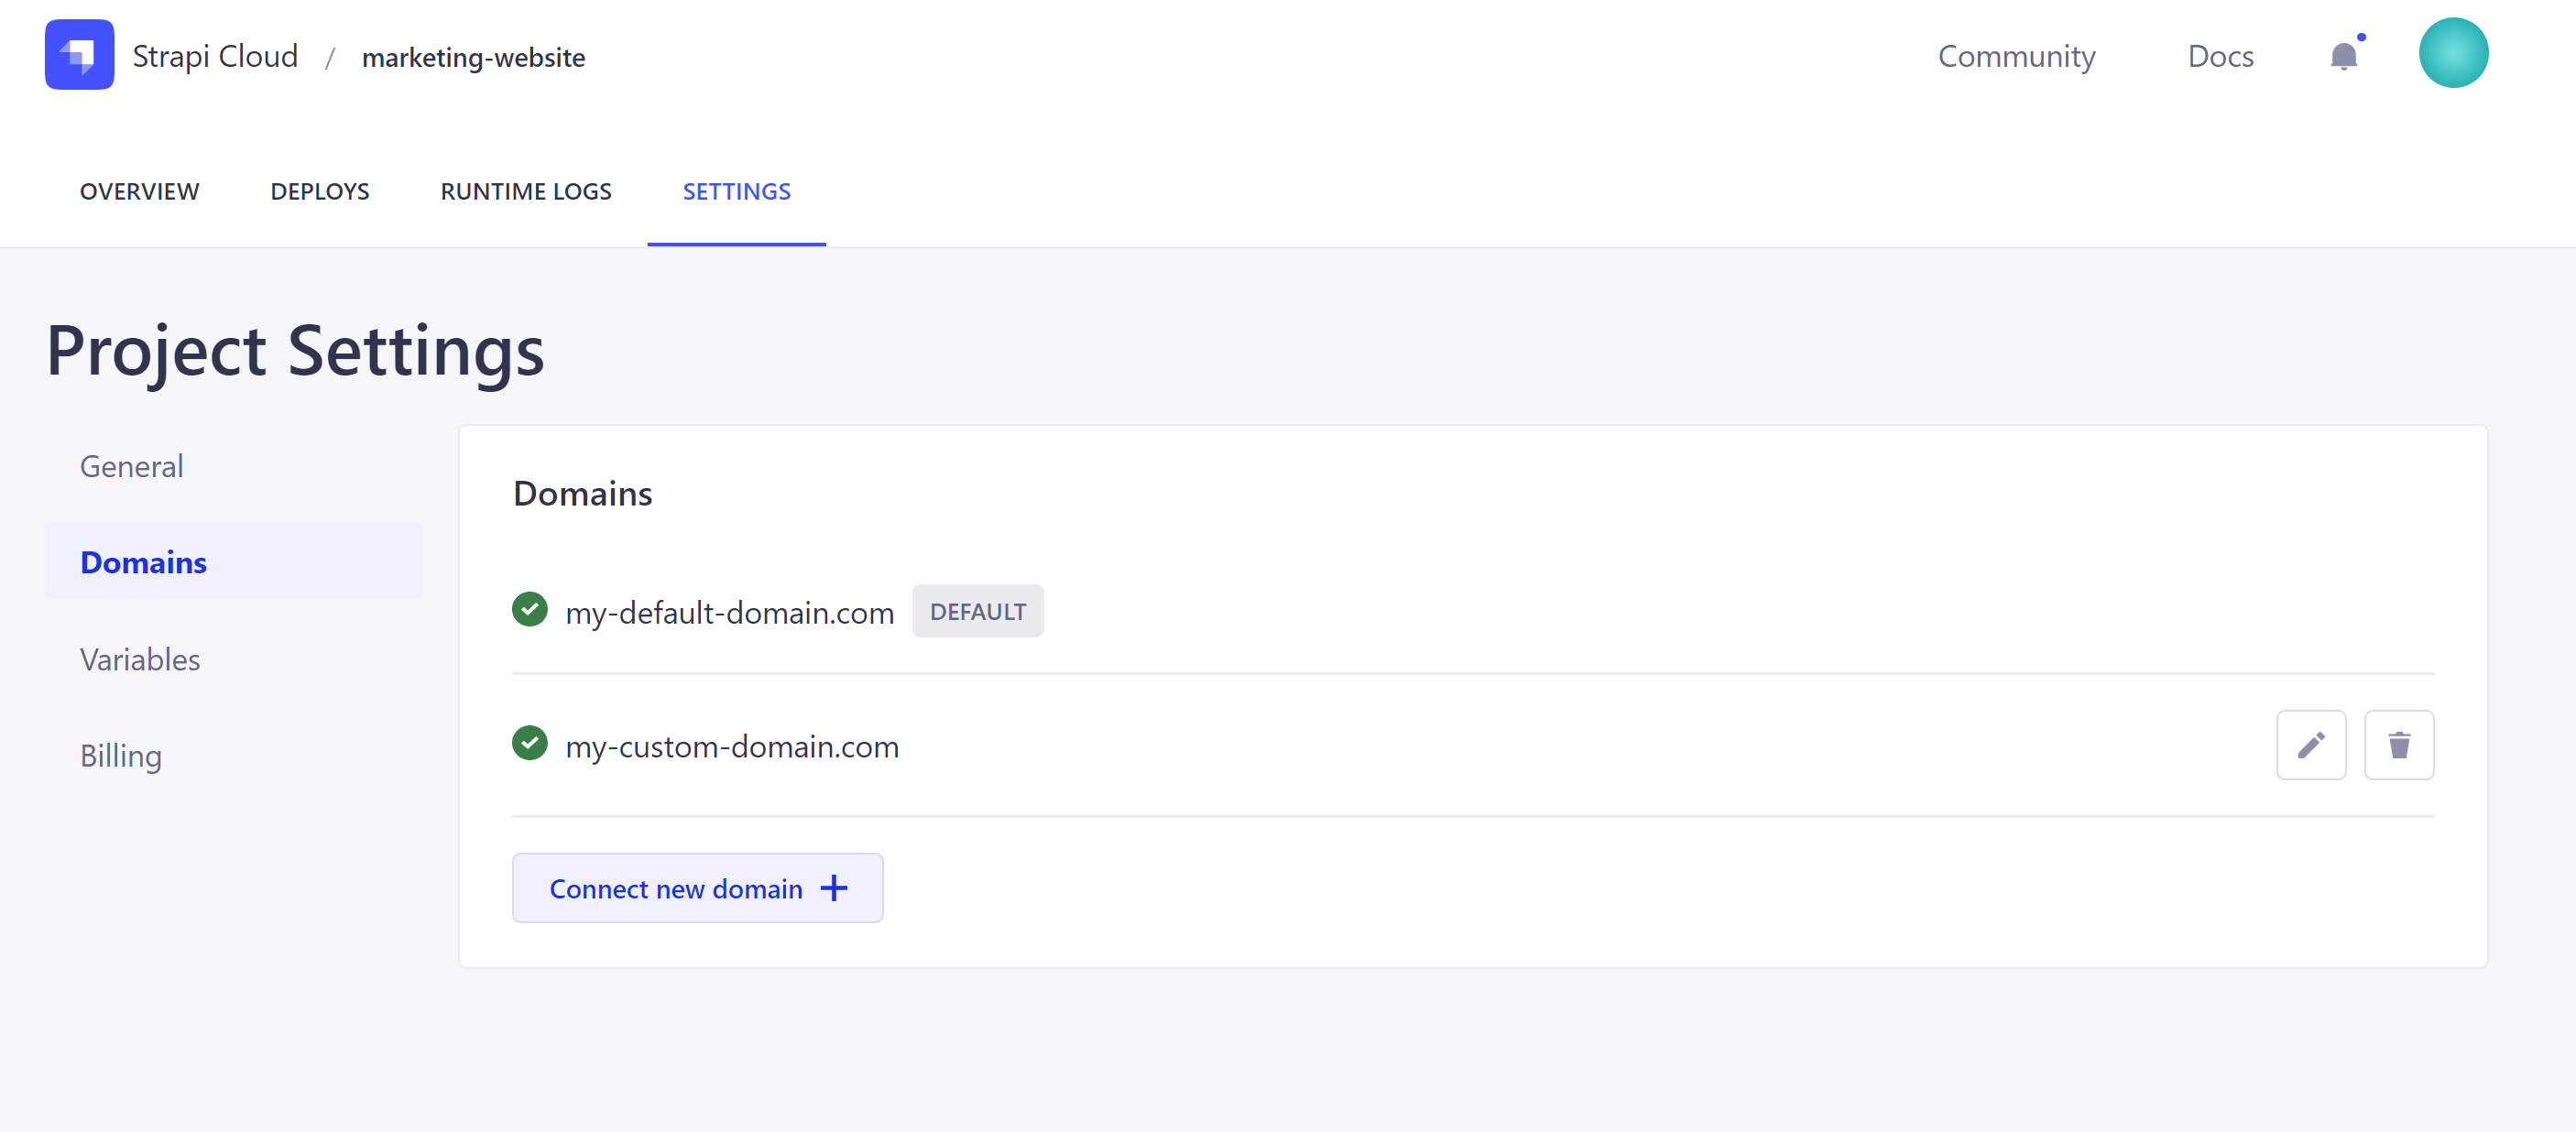 Strapi Cloud / marketing-website
Community
Docs
OVERVIEW
DEPLOYS
RUNTIME LOGS
SETTINGS
Project Settings
General
Domains
Variables
Billing
Domains
my-default-domain.com DEFAULT
my-custom-domain.com
Connect new domain